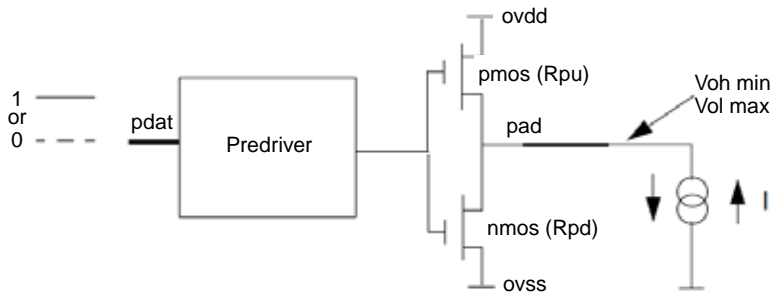 ovdd
pmos (Rpu)
Voh min
Vol max
1
or
0
pdat
Predriver
pad
nmos (Rpd)
I
ovss